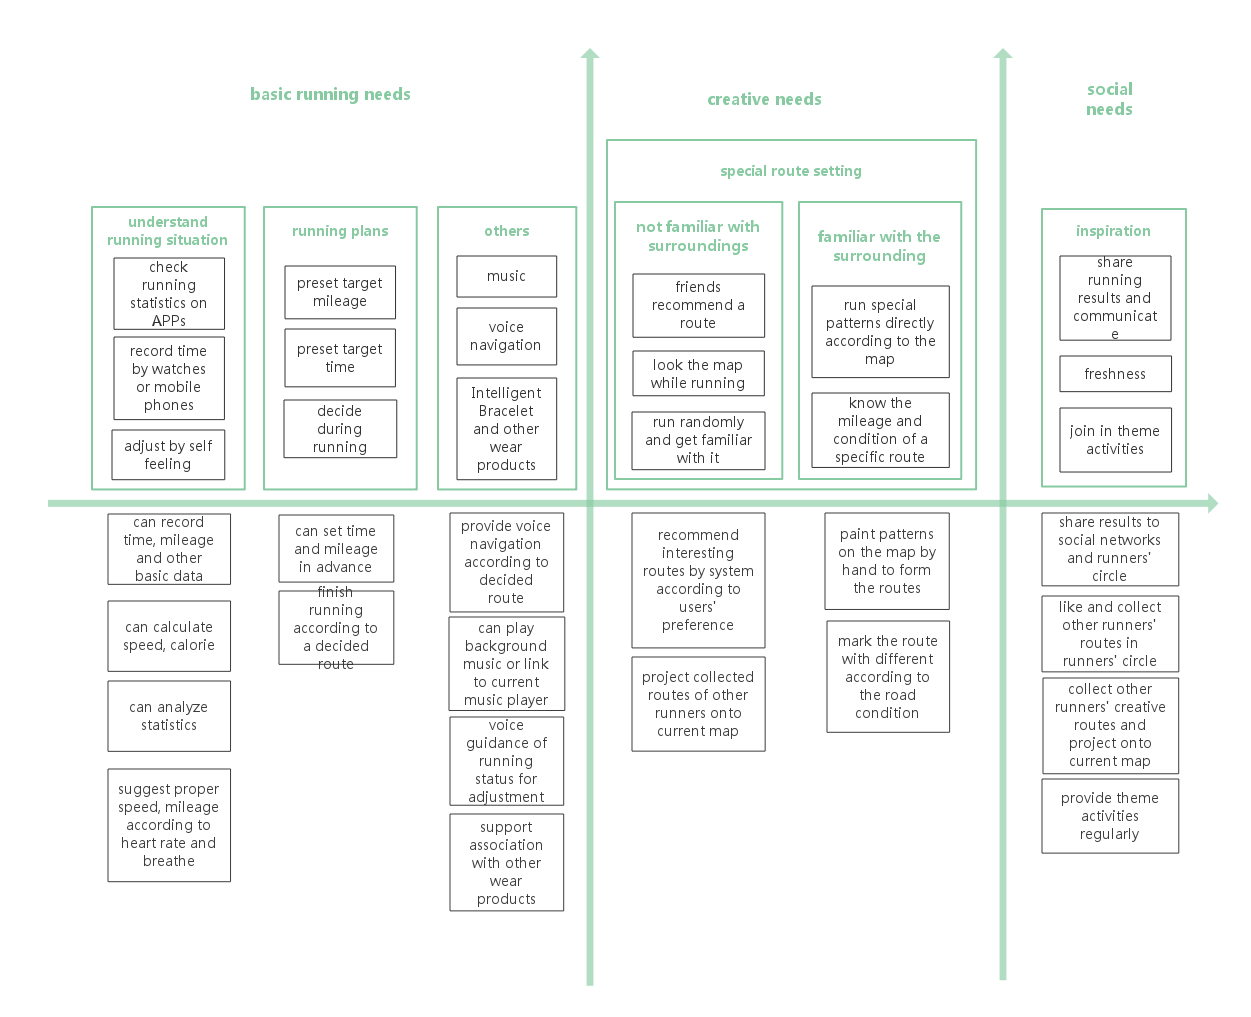 basic running needs
creative needs
social
needs
special route setting
understand
running situation
check
running
statistics on
APPs
record time
by watches
or mobile
phones
adjust by self
feeling
running plans
preset target
mileage
preset target
time
decide
during
running
others
music
voice
navigation
Intelligent
Bracelet
and other
wear
products
not familiar with
surroundings
friends
recommend a
route
look the map
while running
run randomly
and get familiar
with it
familiar with the
surrounding
run special
patterns directly
according to the
map
know the
mileage and
condition of a
specific route
inspiration
share
running
results and
communicat
e
freshness
join in theme
activities
can record
time, mileage
and other
basic data
can calculate
speed, calorie
can analyze
statistics
suggest proper
speed, mileage
according to
heart rate and
breathe
can set time
and mileage
in advance
finish
running
according to
a decided
route
provide voice
navigation
according to
decided
route
can play
background
music or link
to current
music player
voice
guidance of
running
status for
adjustment
support
association
with other
wear
products
recommend
interesting
routes by system
according to
users'
preference
project collected
routes of other
runners onto
current map
paint patterns
on the map by
hand to form
the routes
mark the route
with different
according to
the road
condition
share results to
social networks
and runners'
circle
like and collect
other runners'
routes in
runners' circle
collect other
runners' creative
routes and
project onto
current map
provide theme
activities
regularly